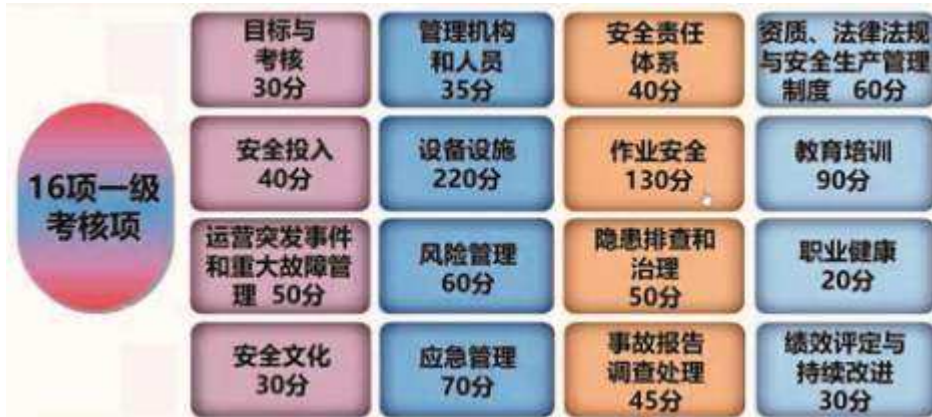 16项一级
考核项
目标与
考核
30分
管理机构
和人员
35分
安全责任
体系
40分
资质、法律法规
与安全生产管理
制度 60分
安全投入
40分
设备设施
220分
作业安全
130分
教育培训
90分
运营突发事件
和重大故障管
理 50分
风险管理
60分
隐患排查和
治理
50分
职业健康
20分
安全文化
30分
应急管理
70分
事故报告
调查处理
45分
绩效评定与
持续改进
30分